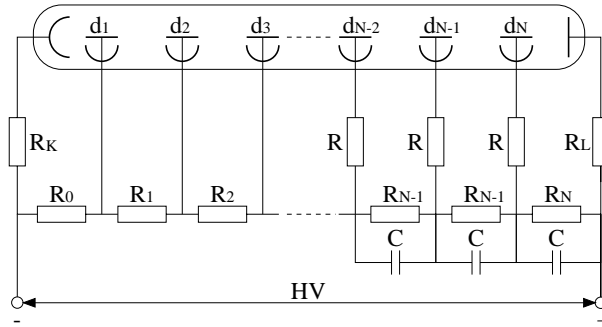 d1 d2 d3 dN-2 dN-1 dN
RK R R R RL
R0 R1 R2 RN-1 RN-1 RN
C C C
HV
- +